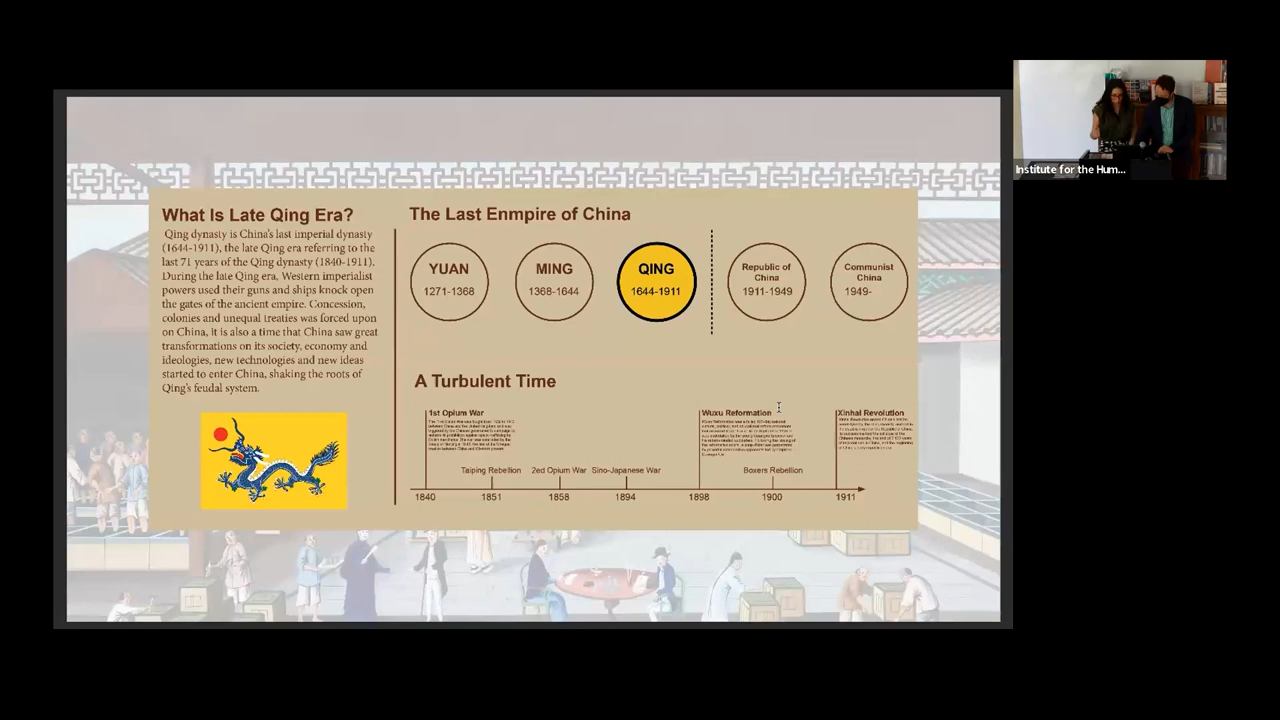 What Is Late Qing Era?
Qing dynasty is China's last imperial dynasty
(1644-1911), the late Qing era referring to the
last 71 years of the Qing dynasty (1840-1911).
During the late Qing era, Western imperialist
powers used their guns and ships knock open
the gates of the ancient empire. Concession,
colonies and unequal treaties was forced upon
on China, it is also a time that China saw great
transformations on its society, economy and
ideologies, new technologies and new ideas
started to enter China, shaking the roots of
Qing's feudal system.
The Last Enmpire of China
YUAN
1271-1368
MING
1368-1644
QING
1644-1911
Republic of
China
1911-1949
Communist
China
1949-
A Turbulent Time
1st Opium War
Wuxu Reformation
Xinhai Revolution
Taiping Rebellion 2ed Opium War Sino-Japanese War Boxers Rebellion
1840 1851 1858 1894 1898 1900 1911
Institute for the Hum...